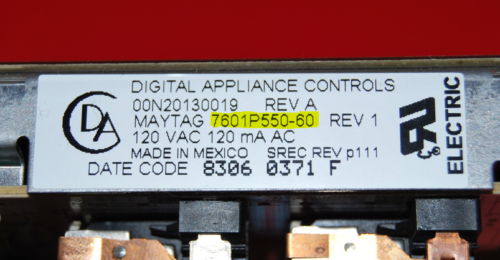 DIGITAL APPLIANCE CONTROLS
00N20130019 REV A
MAYTAG 7601P550-60 REV 1
120 VAC 120 mA AC
MADE IN MEXICO SREC REV p111
DATE CODE 8306 0371 F
CDA
ELECTRIC